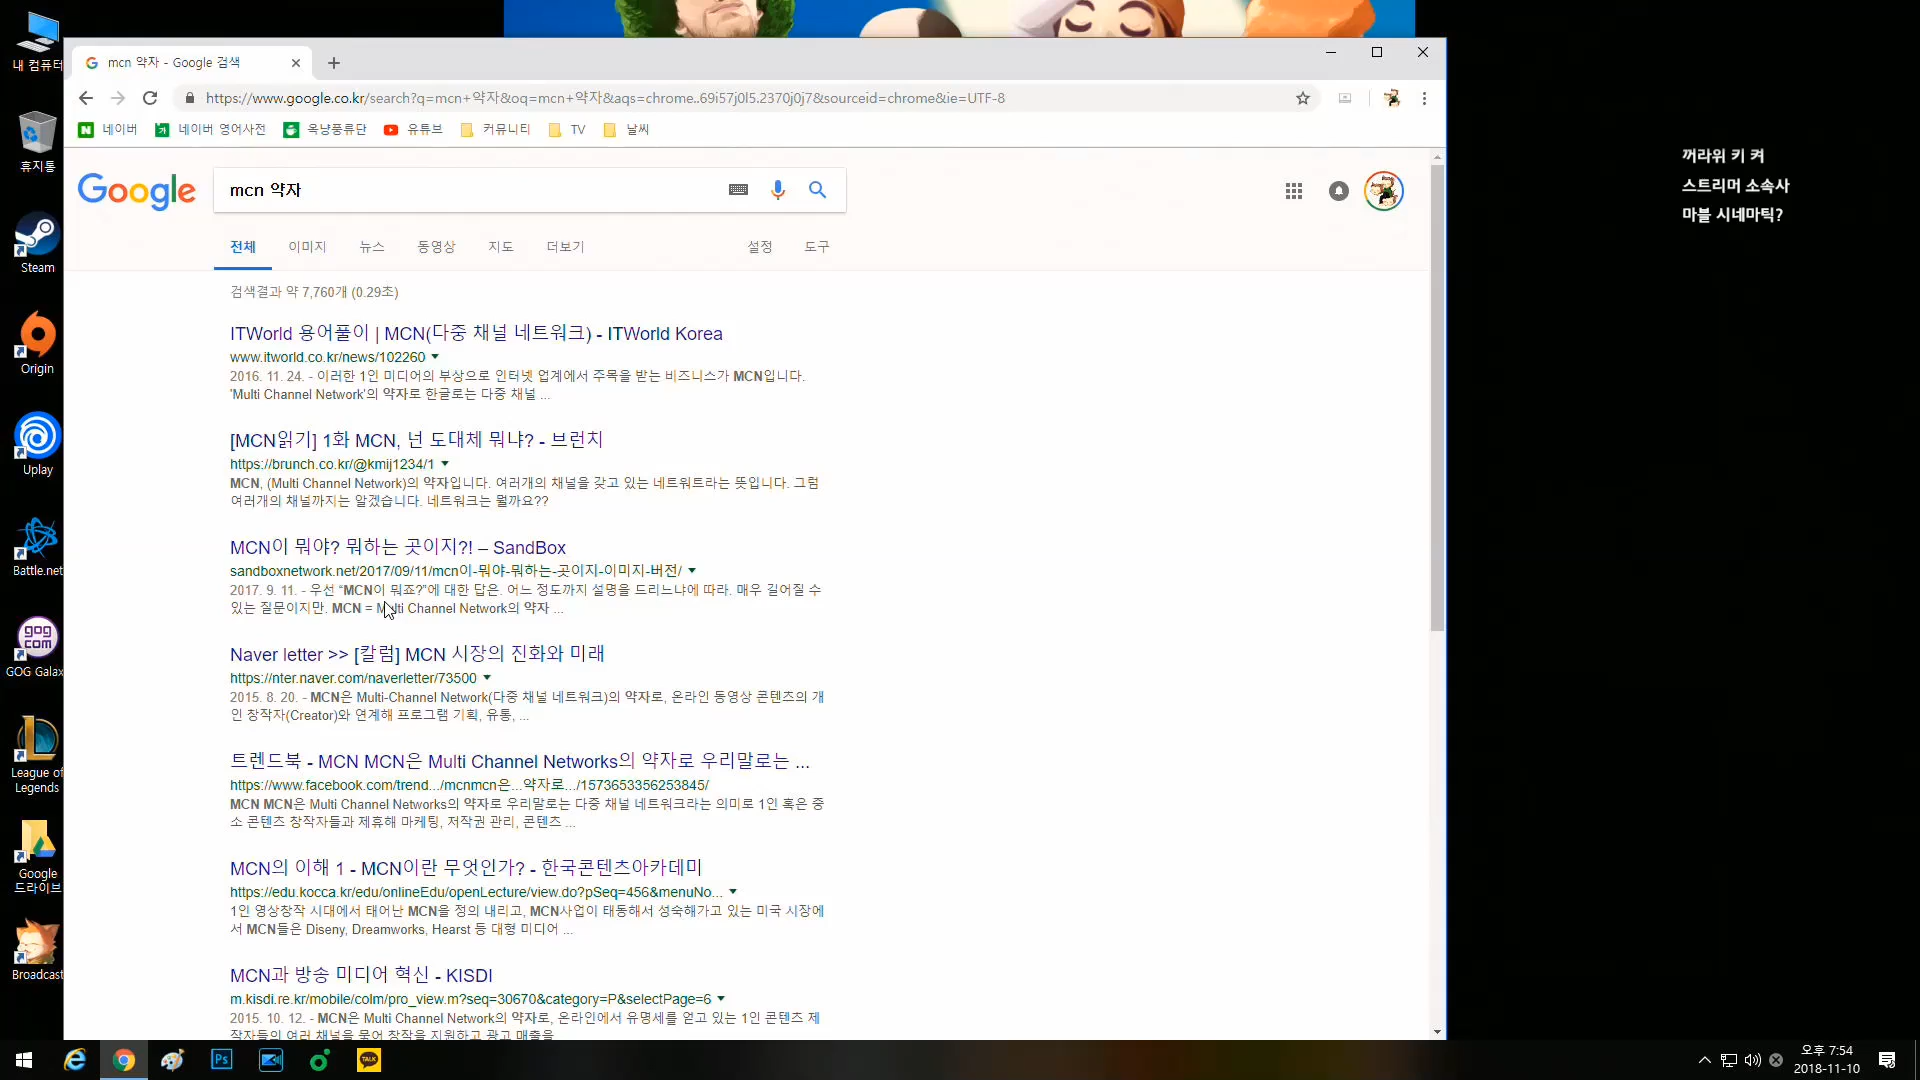 내 컴퓨터
휴지통
Steam
Origin
Uplay
Battle.net
GOG Galax
League of
Legends
Google
드라이브
Broadcast
mcn 약자 - Google 검색
https://www.google.co.kr/search?q=mcn+약자&oq=mcn+약자&aqs=chrome..69i57j0l5.2370j0j7&sourceid=chrome&ie=UTF-8
네이버 네이버 영어사전 옥냥풍류단 유튜브 커뮤니티 TV 날씨
Google mcn 약자
전체 이미지 뉴스 동영상 지도 더보기 설정 도구
검색결과 약 7,760개 (0.29초)
ITWorld 용어풀이 | MCN(다중 채널 네트워크) - ITWorld Korea
www.itworld.co.kr/news/102260
2016. 11. 24. - 이러한 1인 미디어의 부상으로 인터넷 업계에서 주목을 받는 비즈니스가 MCN입니다.
'Multi Channel Network'의 약자로 한글로는 다중 채널 ...
[MCN읽기] 1화 MCN, 넌 도대체 뭐냐? - 브런치
https://brunch.co.kr/@kmij1234/1
MCN, (Multi Channel Network)의 약자입니다. 여러개의 채널을 갖고 있는 네트워트라는 뜻입니다. 그럼
여러개의 채널까지는 알겠습니다. 네트워크는 뭘까요??
MCN이 뭐야? 뭐하는 곳이지?! – SandBox
sandboxnetwork.net/2017/09/11/mcn이-뭐야-뭐하는-곳이지-이미지-버전/
2017. 9. 11. - 우선 “MCN이 뭐죠?”에 대한 답은. 어느 정도까지 설명을 드리느냐에 따라. 매우 길어질 수
있는 질문이지만. MCN = Multi Channel Network의 약자 ...
Naver letter >> [칼럼] MCN 시장의 진화와 미래
https://nter.naver.com/naverletter/73500
2015. 8. 20. - MCN은 Multi-Channel Network(다중 채널 네트워크)의 약자로, 온라인 동영상 콘텐츠의 개
인 창작자(Creator)와 연계해 프로그램 기획, 유통, ...
트렌드북 - MCN MCN은 Multi Channel Networks의 약자로 우리말로는 ...
https://www.facebook.com/trend.../mcnmcn은...약자로.../1573653356253845/
MCN MCN은 Multi Channel Networks의 약자로 우리말로는 다중 채널 네트워크라는 의미로 1인 혹은 중
소 콘텐츠 창작자들과 제휴해 마케팅, 저작권 관리, 콘텐츠 ...
MCN의 이해 1 - MCN이란 무엇인가? - 한국콘텐츠아카데미
https://edu.kocca.kr/edu/onlineEdu/openLecture/view.do?pSeq=456&menuNo...
1인 영상창작 시대에서 태어난 MCN을 정의 내리고, MCN사업이 태동해서 성숙해가고 있는 미국 시장에
서 MCN들은 Diseny, Dreamworks, Hearst 등 대형 미디어 ...
MCN과 방송 미디어 혁신 - KISDI
m.kisdi.re.kr/mobile/colm/pro_view.m?seq=30670&category=P&selectPage=6
2015. 10. 12. - MCN은 Multi Channel Network의 약자로, 온라인에서 유명세를 얻고 있는 1인 콘텐츠 제
작자들의 여러 채널을 묶어 창작을 지원하고 광고 매출을
꺼라위 키 켜
스트리머 소속사
마블 시네마틱?
Ps
TALK
오후 7:54
2018-11-10